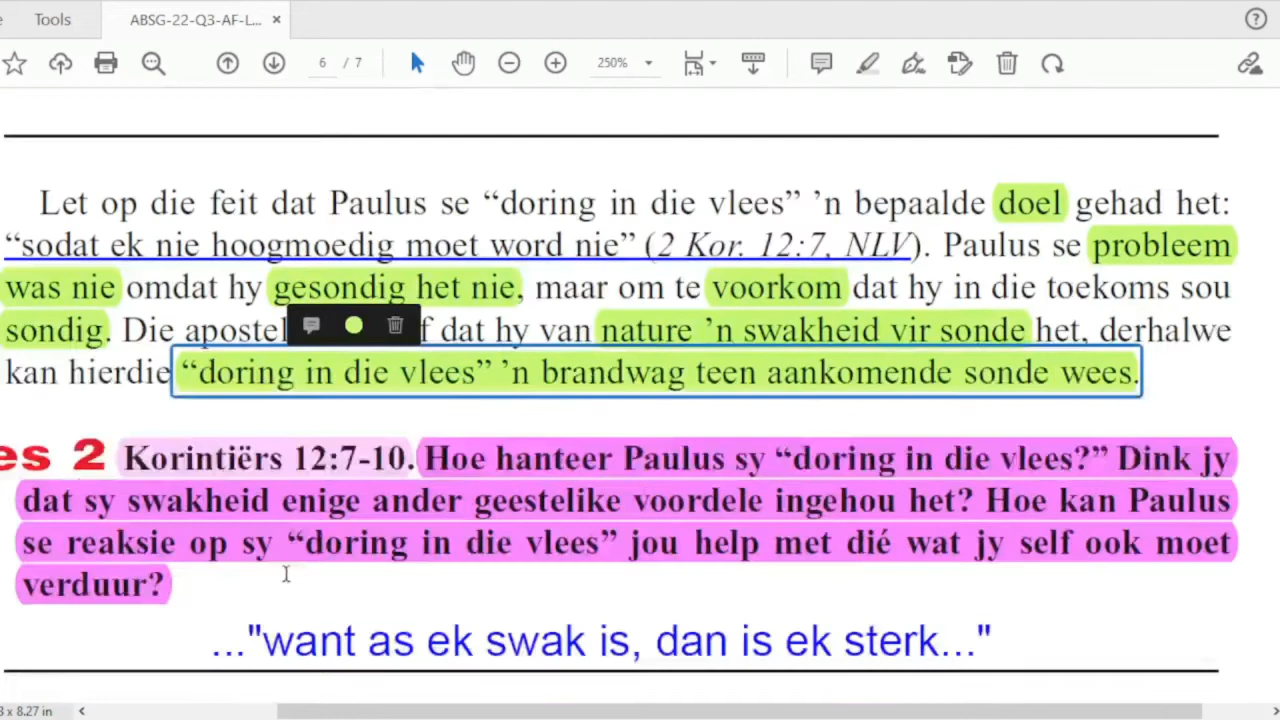 Tools ABSG-22-Q3-AF-L... ×
6 / 7 250%
Let op die feit dat Paulus se “doring in die vlees” ’n bepaalde doel gehad het:
“sodat ek nie hoogmoedig moet word nie” (2 Kor. 12:7, NLV). Paulus se probleem
was nie omdat hy gesondig het nie, maar om te voorkom dat hy in die toekoms sou
sondig. Die apostel f dat hy van nature ’n swakheid vir sonde het, derhalwe
kan hierdie “doring in die vlees” ’n brandwag teen aankomende sonde wees.
es 2 Korintiërs 12:7-10. Hoe hanteer Paulus sy “doring in die vlees?” Dink jy
dat sy swakheid enige ander geestelike voordele ingehou het? Hoe kan Paulus
se reaksie op sy “doring in die vlees” jou help met dié wat jy self ook moet
verduur?
..."want as ek swak is, dan is ek sterk..."
x 8.27 in